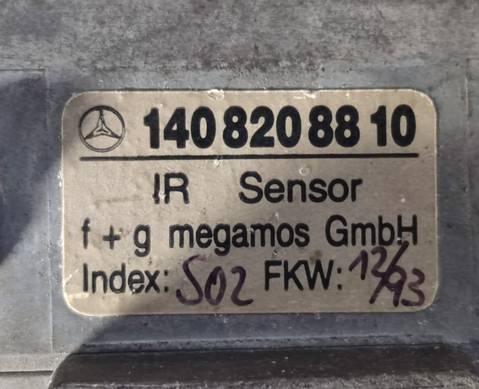 140 820 88 10
IR Sensor
f + g megamos GmbH
Index: S02 FKW: 12/93